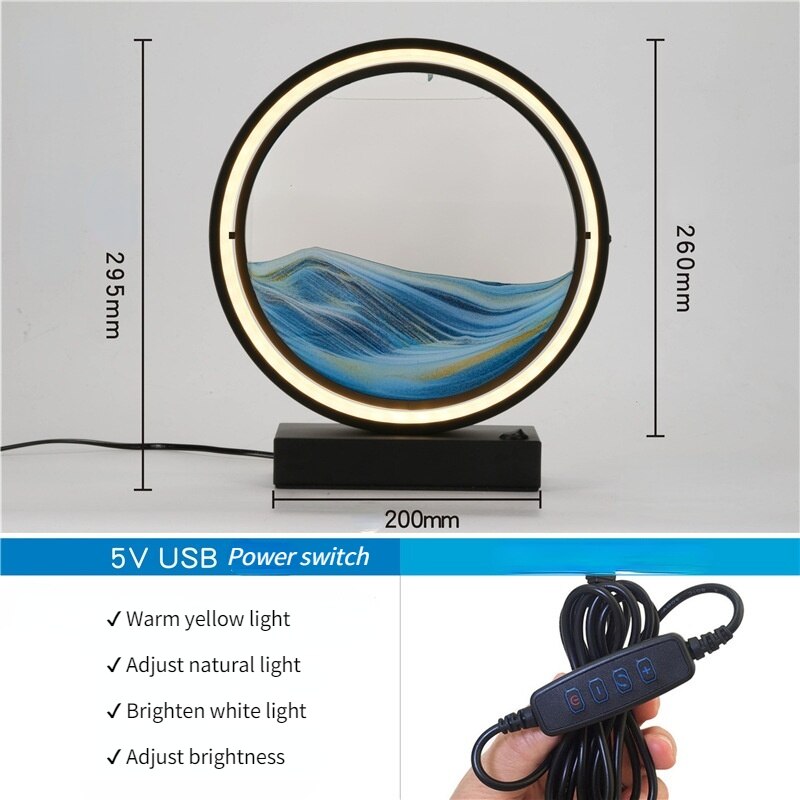 295mm
260mm
200mm
5V USB Power switch
✓ Warm yellow light
✓ Adjust natural light
✓ Brighten white light
✓ Adjust brightness